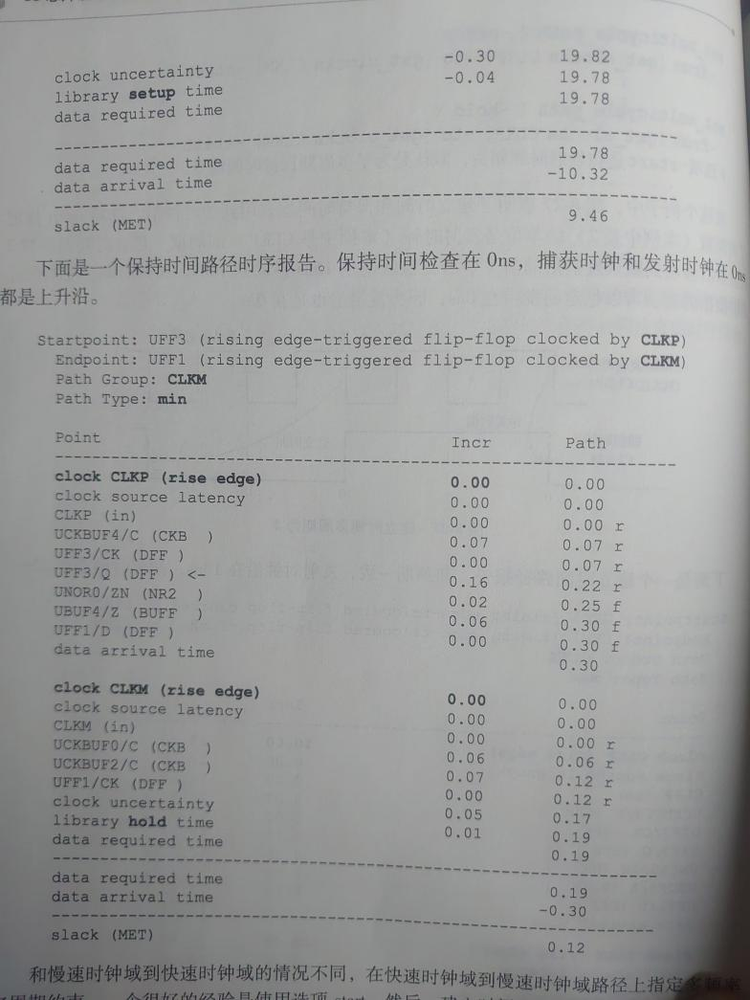 clock uncertainty -0.30 19.82
library setup time -0.04 19.78
data required time 19.78
data required time 19.78
data arrival time -10.32
slack (MET) 9.46
下面是一个保持时间路径时序报告。保持时间检查在 0ns，捕获时钟和发射时钟在 0ns
都是上升沿。
Startpoint: UFF3 (rising edge-triggered flip-flop clocked by CLKP)
Endpoint: UFF1 (rising edge-triggered flip-flop clocked by CLKM)
Path Group: CLKM
Path Type: min
Point Incr Path
clock CLKP (rise edge) 0.00 0.00
clock source latency 0.00 0.00
CLKP (in) 0.00 0.00 r
UCKBUF4/C (CKB ) 0.07 0.07 r
UFF3/CK (DFF ) 0.00 0.07 r
UFF3/Q (DFF ) <- 0.16 0.22 r
UNOR0/ZN (NR2 ) 0.02 0.25 f
UBUF4/Z (BUFF ) 0.06 0.30 f
UFF1/D (DFF ) 0.00 0.30 f
data arrival time 0.30
clock CLKM (rise edge) 0.00 0.00
clock source latency 0.00 0.00
CLKM (in) 0.00 0.00 r
UCKBUF0/C (CKB ) 0.06 0.06 r
UCKBUF2/C (CKB ) 0.07 0.12 r
UFF1/CK (DFF ) 0.00 0.12 r
clock uncertainty 0.05 0.17
library hold time 0.01 0.19
data required time 0.19
data required time 0.19
data arrival time -0.30
slack (MET) 0.12
和慢速时钟域到快速时钟域的情况不同，在快速时钟域到慢速时钟域路径上指定多频率